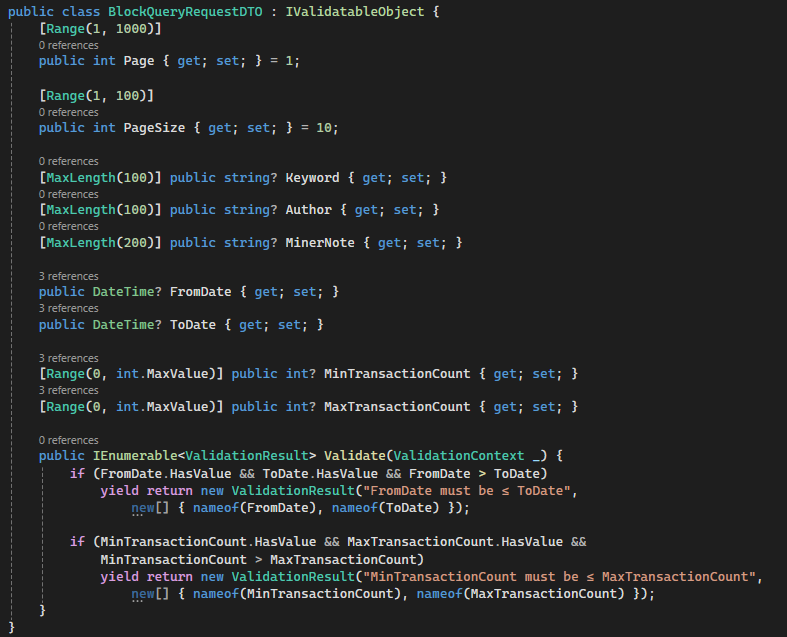 public class BlockQueryRequestDTO : IValidatableObject {
[Range(1, 1000)]
0 references
public int Page { get; set; } = 1;
[Range(1, 100)]
0 references
public int PageSize { get; set; } = 10;
0 references
[MaxLength(100)] public string? Keyword { get; set; }
0 references
[MaxLength(100)] public string? Author { get; set; }
0 references
[MaxLength(200)] public string? MinerNote { get; set; }
3 references
public DateTime? FromDate { get; set; }
3 references
public DateTime? ToDate { get; set; }
3 references
[Range(0, int.MaxValue)] public int? MinTransactionCount { get; set; }
3 references
[Range(0, int.MaxValue)] public int? MaxTransactionCount { get; set; }
0 references
public IEnumerable<ValidationResult> Validate(ValidationContext _) {
if (FromDate.HasValue && ToDate.HasValue && FromDate > ToDate)
yield return new ValidationResult("FromDate must be ≤ ToDate",
new[] { nameof(FromDate), nameof(ToDate) });
if (MinTransactionCount.HasValue && MaxTransactionCount.HasValue &&
MinTransactionCount > MaxTransactionCount)
yield return new ValidationResult("MinTransactionCount must be ≤ MaxTransactionCount",
new[] { nameof(MinTransactionCount), nameof(MaxTransactionCount) });
}
}